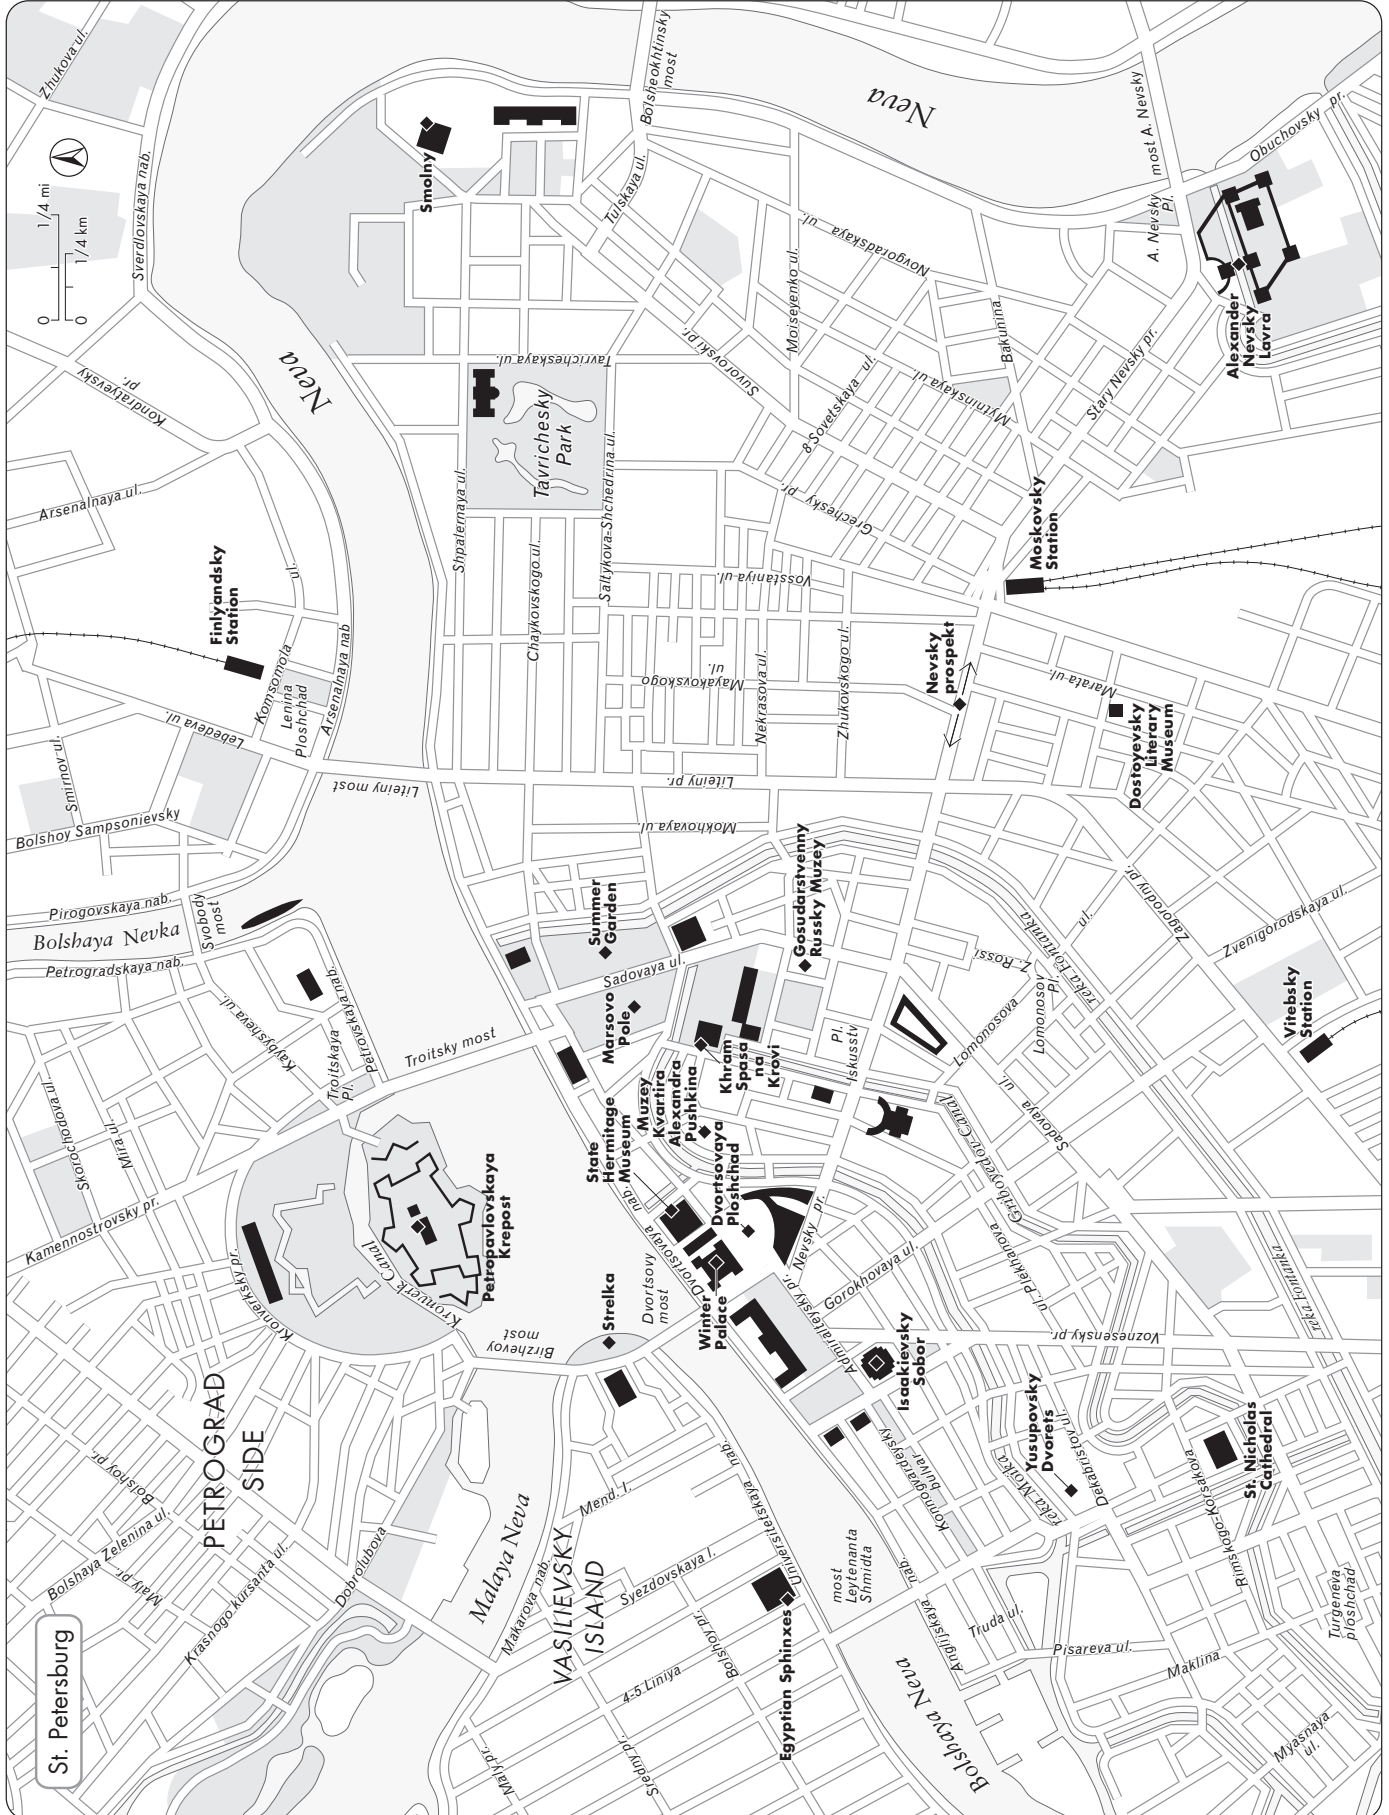 St. Petersburg
0
1/4 mi
0
1/4 km
PETROGRAD
SIDE
VASILIEVSKY
ISLAND
Malaya Neva
Bolshaya Neva
Bolshaya Nevka
Neva
Neva
Kronverk Canal
Griboyedov Canal
reka Moika
reka Fontanka
reka Fontanka
reka Fontanka
Bolshaya Zelenina ul.
Maly pr.
Bolshoy pr.
Krasnogo kursanta ul.
Dobrolubova
Kamennostrovsky pr.
Skorochodova ul.
Mira ul.
Kronverksky pr.
Kuybysheva ul.
Troitskaya
Pl.
Petrovskaya nab.
Petrogradskaya nab.
Pirogovskaya nab.
Svobody
most
Bolshoy Sampsonievsky
Smirnov ul.
Lebedeva ul.
Komsomola
ul.
Lenina
Ploshchad
Arsenalnaya nab
Finlyandsky
Station
Arsenalnaya ul.
Kondratyevsky
pr.
Sverdlovskaya nab.
Zhukova ul.
Petropavlovskaya
Krepost
Birzhevoy
most
Troitsky most
Liteiny most
Strelka
Dvortsovy
most
Makarova nab.
Mend. l.
Syezdovskaya l.
4-5 Liniya
Bolshoy pr.
Sredny pr.
Maly pr.
Universitetskaya nab.
Egyptian Sphinxes
most
Leytenanta
Shmidta
Anglijskaya nab.
Truda ul.
Pisareva ul.
Maklina
Myasnaya
ul.
Turgeneva
ploshchad
Rimskogo-Korsakova
St. Nicholas
Cathedral
Dekabristov ul.
Yusupovsky
Dvorets
Konnogvardeysky
bulvar
Isaakievsky
Sobor
Admiralteysky pr.
Voznesensky pr.
Gorokhovaya ul.
ul. Plekhanova
Nevsky pr.
Winter
Palace
Dvortsovaya nab.
State
Hermitage
Museum
Dvortsovaya
Ploshchad
Muzey
Kvartira
Alexandra
Pushkina
Khram
Spasa
na
Krovi
Marsovo
Pole
Summer
Garden
Sadovaya ul.
Gosudarstvenny
Russky Muzey
Pl.
Iskusstv
Sadovaya ul.
Lomonosova
ul.
Lomonosov
Pl.
Z. Rossi
Zagorodny pr.
Zvenigorodskaya ul.
Vitebsky
Station
Mokhovaya ul.
Liteiny pr.
Shpalernaya ul.
Chaykovskogo ul.
Saltykova-Shchedrina ul.
Mayakovskogo
ul.
Nekrasova ul.
Zhukovskogo ul.
Vosstaniya ul.
Nevsky
prospekt
Marata ul.
Dostoyevsky
Literary
Museum
Moskovsky
Station
Tavrichesky
Park
Tavricheskaya ul.
Smolny
Tulskaya ul.
Bolsheokhtinsky
most
Suvorovski pr.
Grechesky pr.
8 Sovetskaya ul.
Moiseyenko ul.
Novgoradskaya ul.
Mytninskaya ul.
Bakunina
Stary Nevsky pr.
A. Nevsky
Pl.
most A. Nevsky
Obuchovsky pr.
Alexander
Nevsky
Lavra